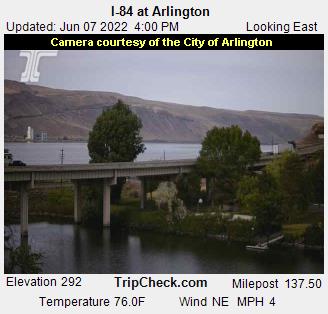 I-84 at Arlington
Updated: Jun 07 2022 4:00 PM Looking East
Camera courtesy of the City of Arlington
Elevation 292 TripCheck.com Milepost 137.50
Temperature 76.0F Wind NE MPH 4